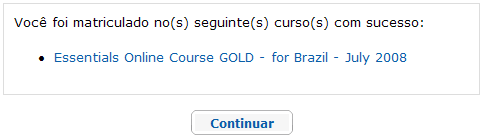 Você foi matriculado no(s) seguinte(s) curso(s) com sucesso:
Essentials Online Course GOLD - for Brazil - July 2008
Continuar